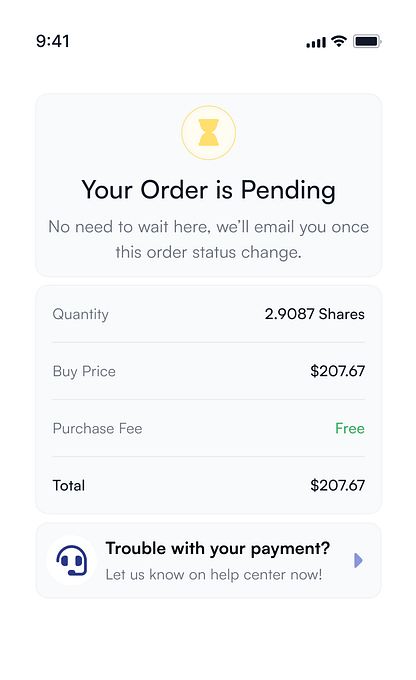 9:41
Your Order is Pending
No need to wait here, we’ll email you once
this order status change.
Quantity 2.9087 Shares
Buy Price $207.67
Purchase Fee Free
Total $207.67
Trouble with your payment?
Let us know on help center now!